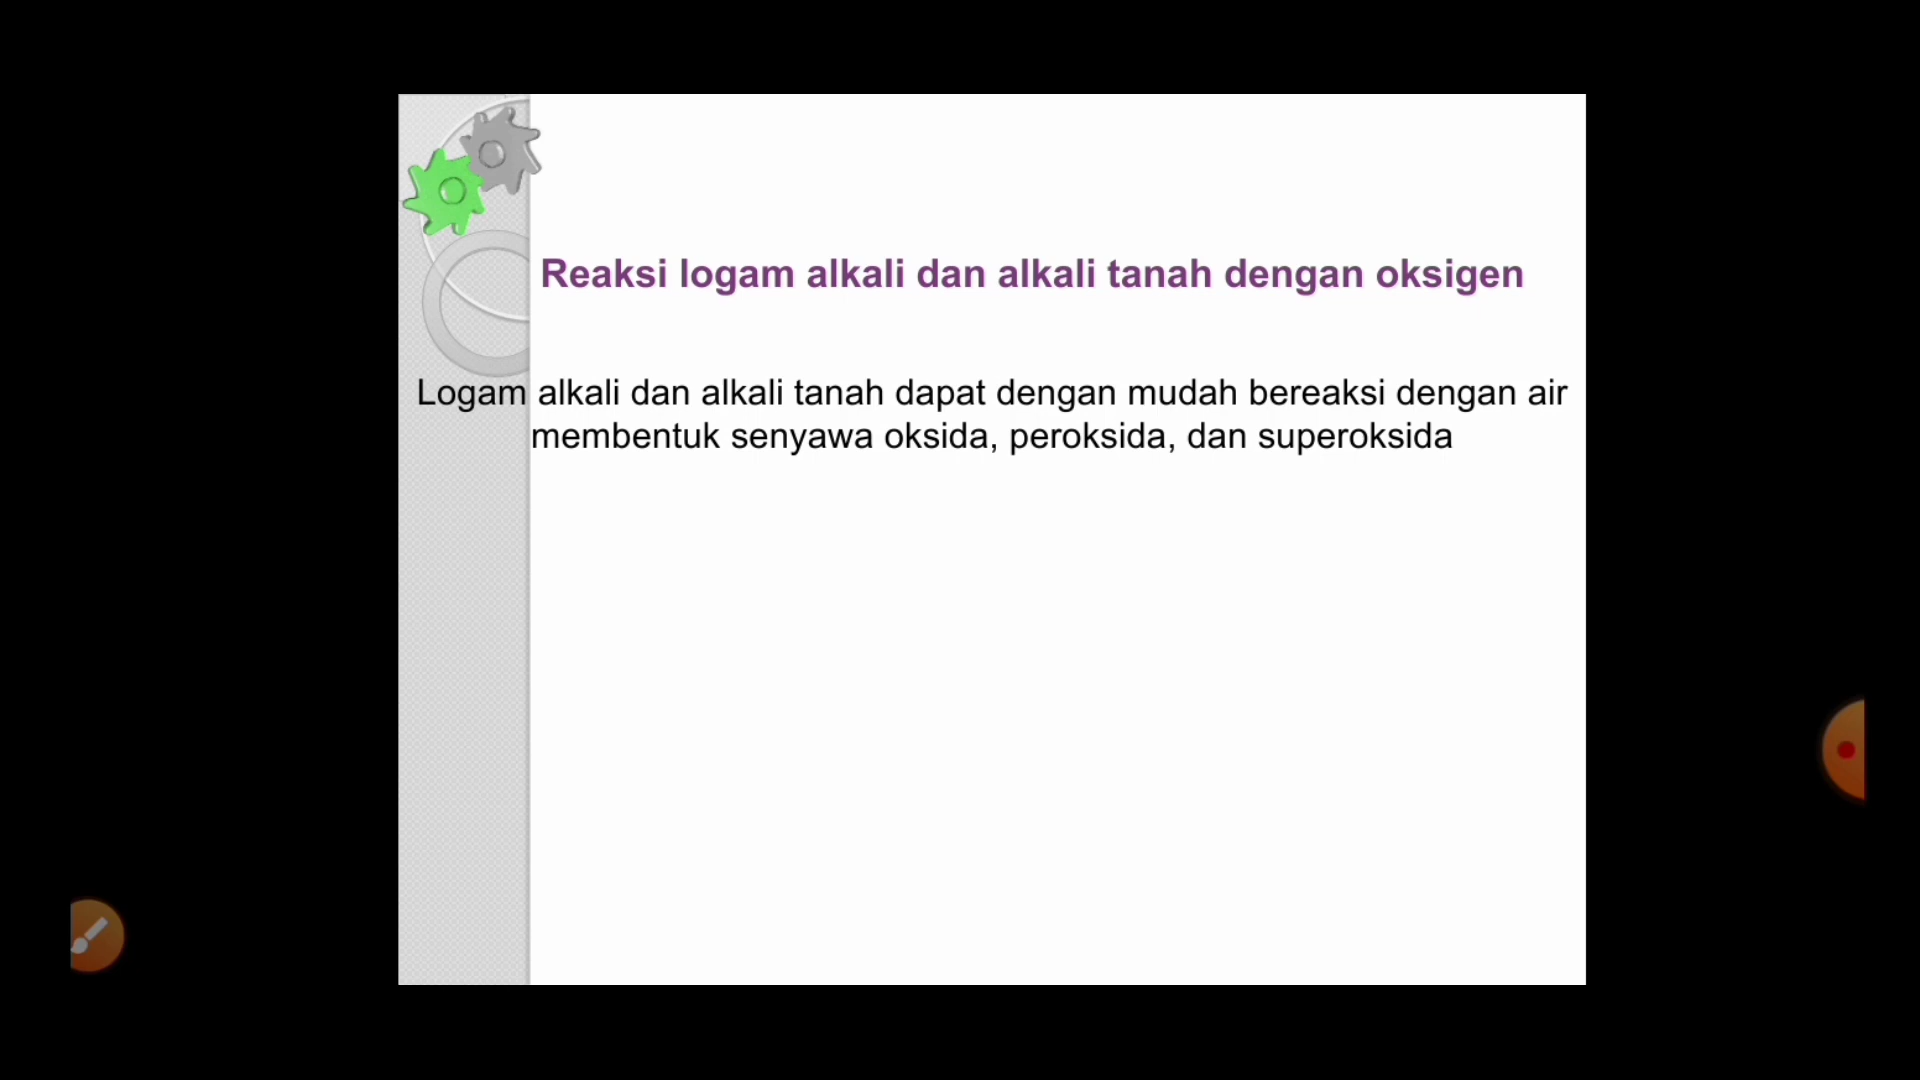 Reaksi logam alkali dan alkali tanah dengan oksigen
Logam alkali dan alkali tanah dapat dengan mudah bereaksi dengan air
membentuk senyawa oksida, peroksida, dan superoksida